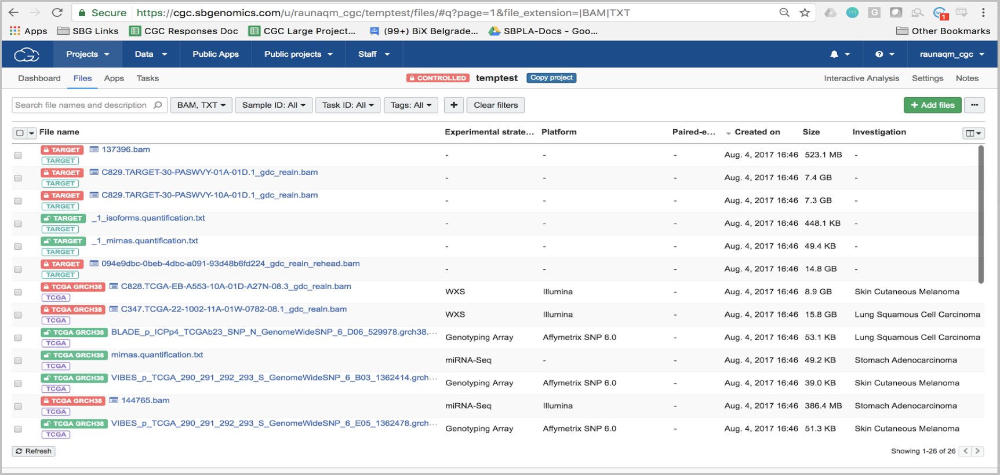 Secure https://cgc.sbgenomics.com/u/raunaqm_cgc/temptest/files/#q?page=1&file_extension=|BAM|TXT
Apps SBG Links CGC Responses Doc CGC Large Project... (99+) BiX Belgrade... SBPLA-Docs - Goo... Other Bookmarks
Projects Data Public Apps Public projects Staff raunaqm_cgc
Dashboard Files Apps Tasks CONTROLLED temptest Copy project Interactive Analysis Settings Notes
Search file names and description BAM, TXT Sample ID: All Task ID: All Tags: All + Clear filters + Add files ...
File name Experimental strate... Platform Paired-e... Created on Size Investigation
TARGET 137396.bam
TARGET
- - - Aug. 4, 2017 16:46 523.1 MB -
TARGET C829.TARGET-30-PASWVY-01A-01D.1_gdc_realn.bam
TARGET
- - - Aug. 4, 2017 16:46 7.4 GB -
TARGET C829.TARGET-30-PASWVY-10A-01D.1_gdc_realn.bam
TARGET
- - - Aug. 4, 2017 16:46 7.3 GB -
TARGET _1_isoforms.quantification.txt
TARGET
- - - Aug. 4, 2017 16:46 448.1 KB -
TARGET _1_mirnas.quantification.txt
TARGET
- - - Aug. 4, 2017 16:46 49.4 KB -
TARGET 094e9dbc-0beb-4dbc-a091-93d48b6fd224_gdc_realn_rehead.bam
TARGET
- - - Aug. 4, 2017 16:46 14.8 GB -
TCGA GRCH38 C828.TCGA-EB-A553-10A-01D-A27N-08.3_gdc_realn.bam
TCGA
WXS Illumina - Aug. 4, 2017 16:46 8.9 GB Skin Cutaneous Melanoma
TCGA GRCH38 C347.TCGA-22-1002-11A-01W-0782-08.1_gdc_realn.bam
TCGA
WXS Illumina - Aug. 4, 2017 16:46 15.8 GB Lung Squamous Cell Carcinoma
TCGA GRCH38 BLADE_p_ICPp4_TCGAb23_SNP_N_GenomeWideSNP_6_D06_529978.grch38....
TCGA
Genotyping Array Affymetrix SNP 6.0 - Aug. 4, 2017 16:46 53.1 KB Lung Squamous Cell Carcinoma
TCGA GRCH38 mirnas.quantification.txt
TCGA
miRNA-Seq - - Aug. 4, 2017 16:46 49.2 KB Stomach Adenocarcinoma
TCGA GRCH38 VIBES_p_TCGA_290_291_292_293_S_GenomeWideSNP_6_B03_1362414.grch...
TCGA
Genotyping Array Affymetrix SNP 6.0 - Aug. 4, 2017 16:46 39.0 KB Skin Cutaneous Melanoma
TCGA GRCH38 144765.bam
TCGA
miRNA-Seq Illumina - Aug. 4, 2017 16:46 386.4 MB Stomach Adenocarcinoma
TCGA GRCH38 VIBES_p_TCGA_290_291_292_293_S_GenomeWideSNP_6_E05_1362478.grch...
TCGA
Genotyping Array Affymetrix SNP 6.0 - Aug. 4, 2017 16:46 51.3 KB Skin Cutaneous Melanoma
Refresh Showing 1-26 of 26